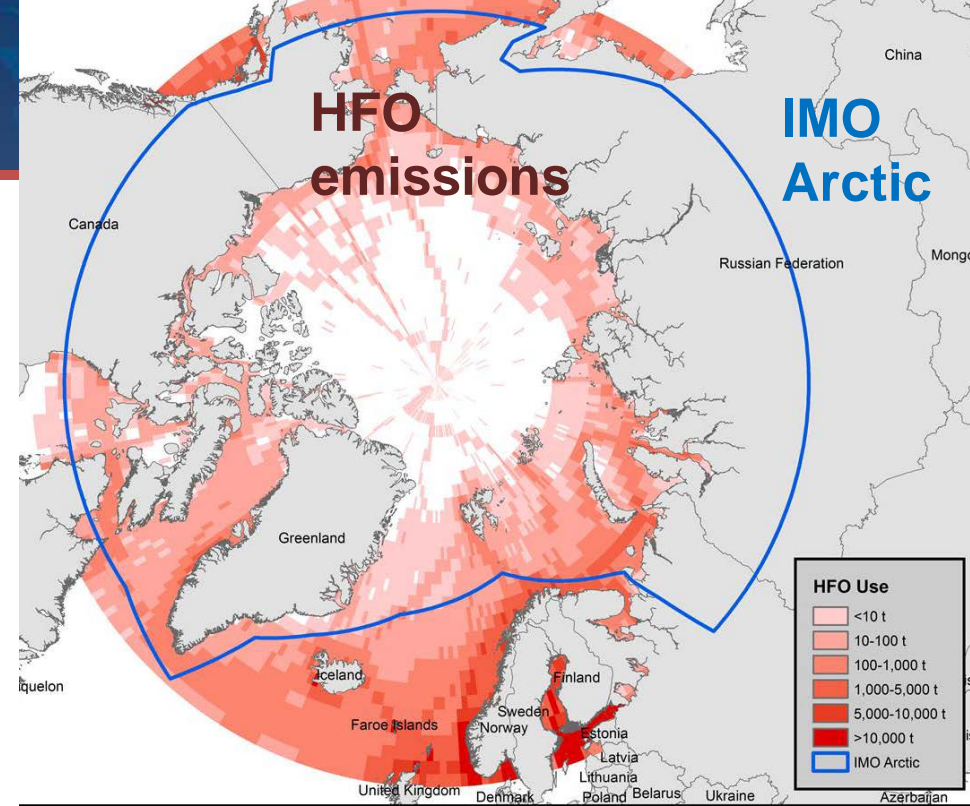 China
HFO
emissions
IMO
Arctic
Canada
Russian Federation
Mongo
Greenland
HFO Use
<10 t
10-100 t
100-1,000 t
1,000-5,000 t
5,000-10,000 t
>10,000 t
IMO Arctic
Iceland
Finland
quelon
Sweden
Faroe Islands
Norway
Estonia
Latvia
Lithuania
United Kingdom
Denmark
Poland
Belarus
Ukraine
Azerbaijan